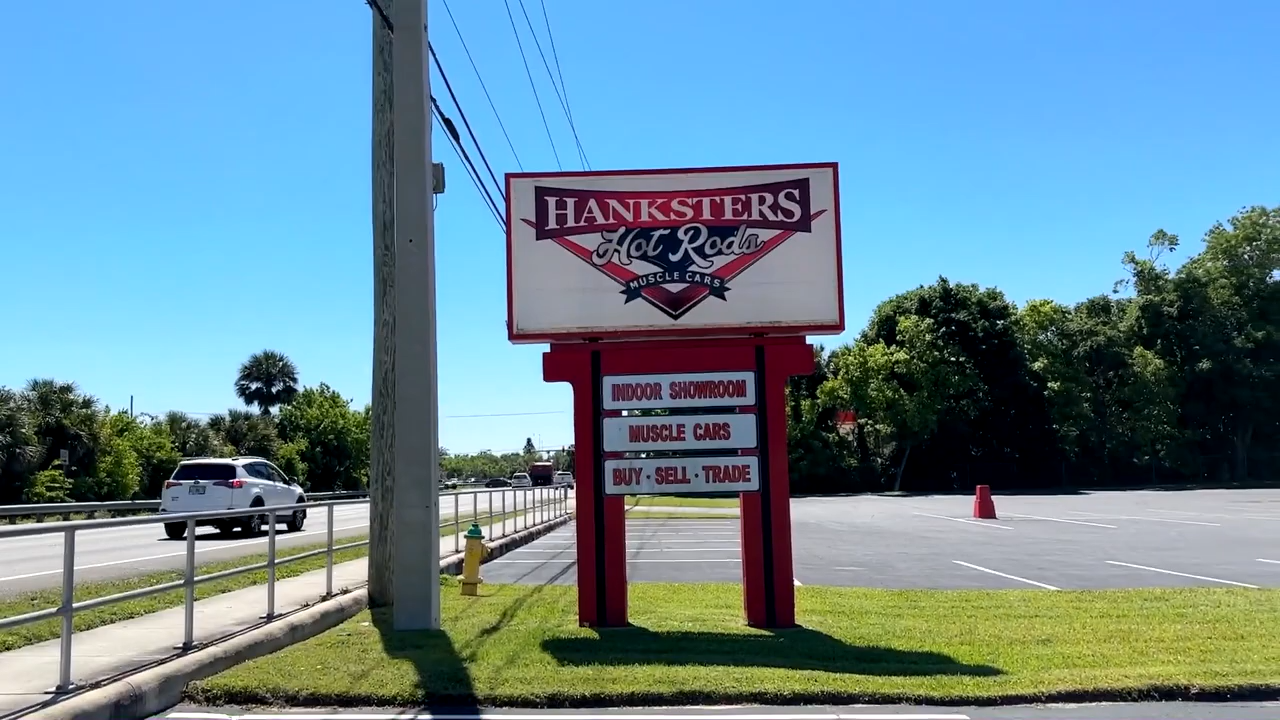 HANKSTERS
Hot Rods
MUSCLE CARS
INDOOR SHOWROOM
MUSCLE CARS
BUY · SELL · TRADE